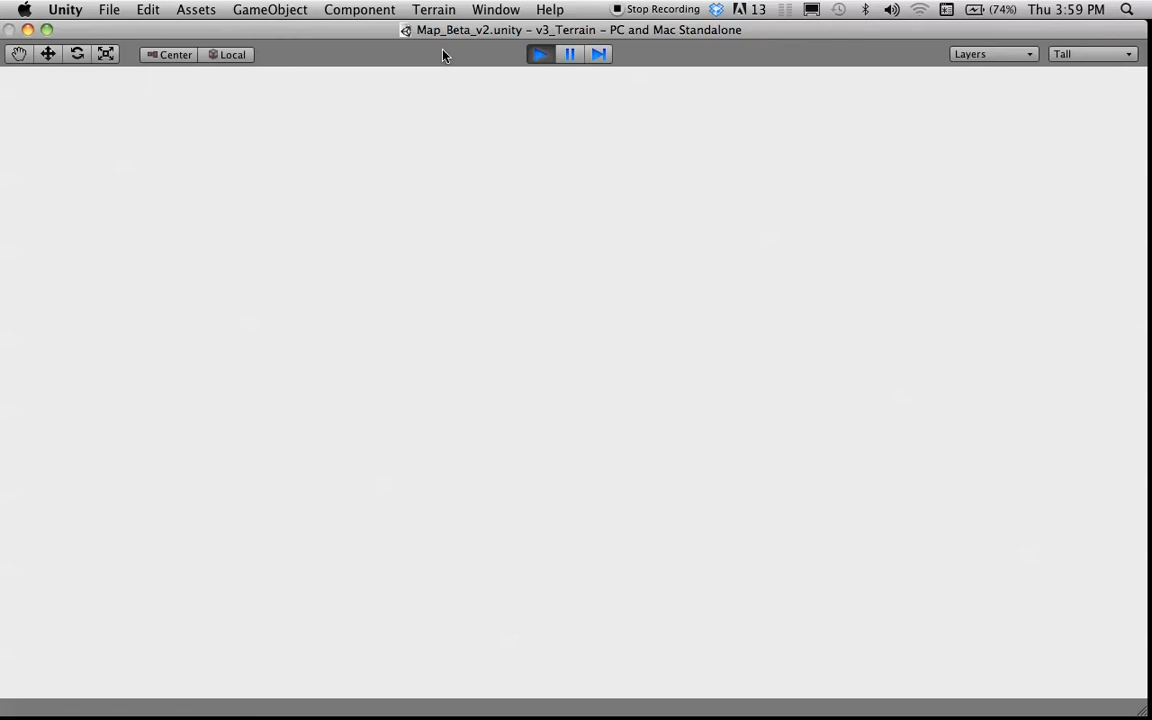 Unity File Edit Assets GameObject Component Terrain Window Help Stop Recording 13 (74%) Thu 3:59 PM
Map_Beta_v2.unity – v3_Terrain – PC and Mac Standalone
Center Local Layers Tall